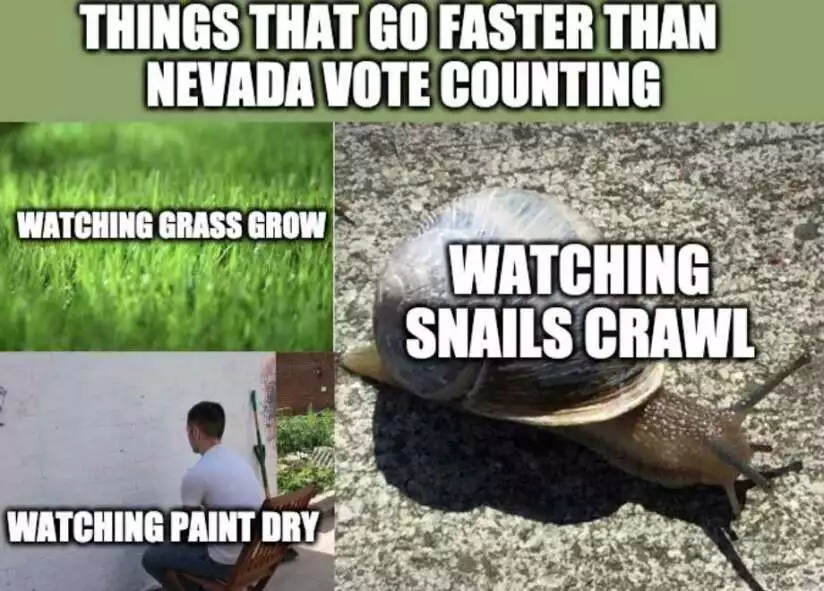 THINGS THAT GO FASTER THAN
NEVADA VOTE COUNTING
WATCHING GRASS GROW
WATCHING
SNAILS CRAWL
WATCHING PAINT DRY